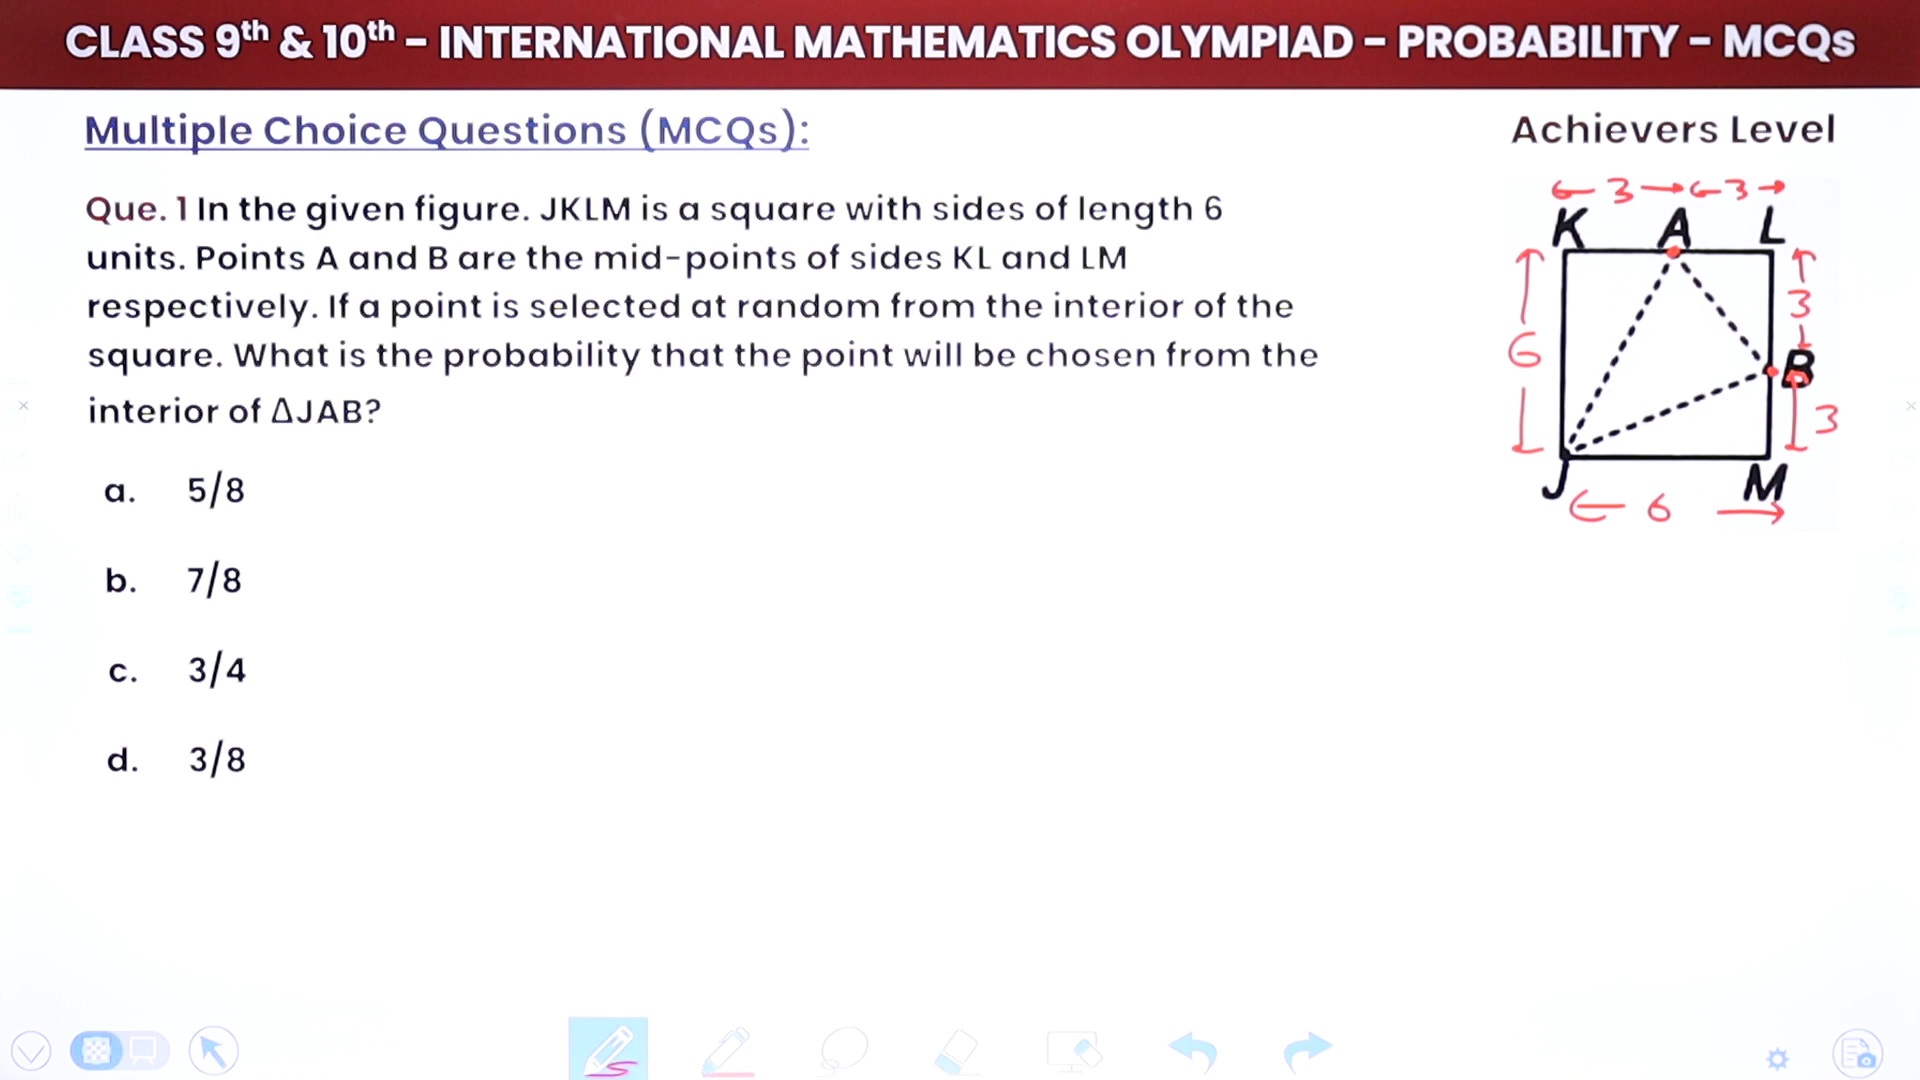 CLASS 9th & 10th – INTERNATIONAL MATHEMATICS OLYMPIAD – PROBABILITY – MCQs
Multiple Choice Questions (MCQs):
Achievers Level
Que. 1 In the given figure. JKLM is a square with sides of length 6
units. Points A and B are the mid-points of sides KL and LM
respectively. If a point is selected at random from the interior of the
square. What is the probability that the point will be chosen from the
interior of ΔJAB?
a. 5/8
b. 7/8
c. 3/4
d. 3/8
3 3
K A L
6 3
B
3
J M
6